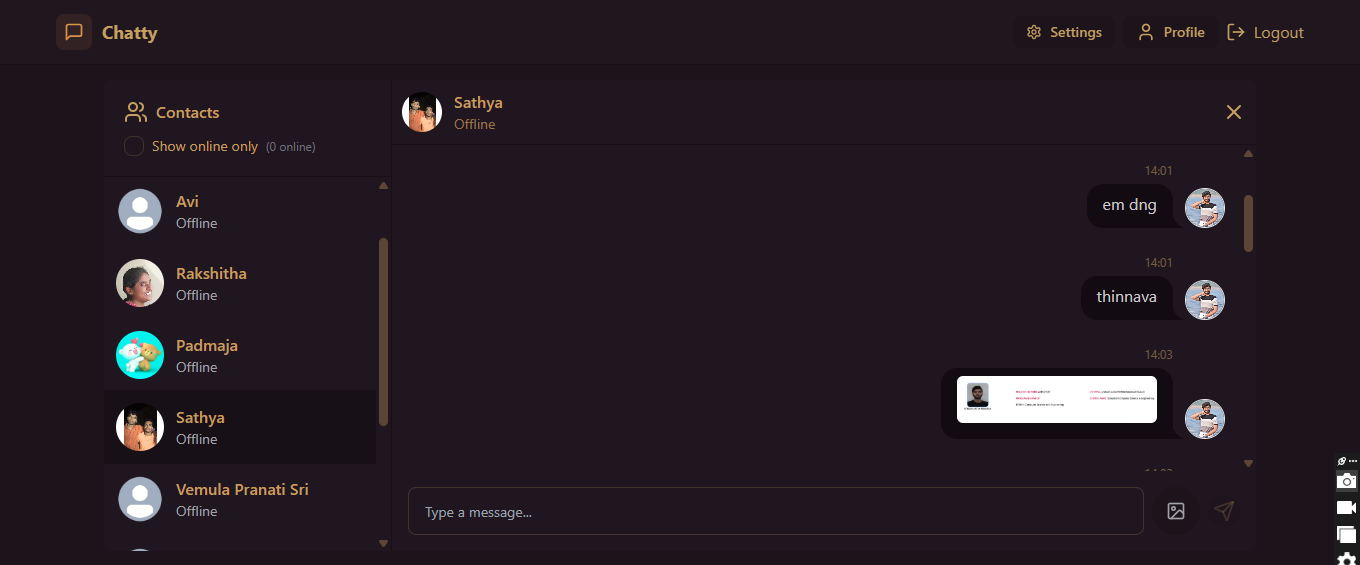 Chatty
Settings
Profile
Logout
Contacts
Show online only (0 online)
Avi
Offline
Rakshitha
Offline
Padmaja
Offline
Sathya
Offline
Vemula Pranati Sri
Offline
Sathya
Offline
14:01
em dng
14:01
thinnava
14:03
Type a message...